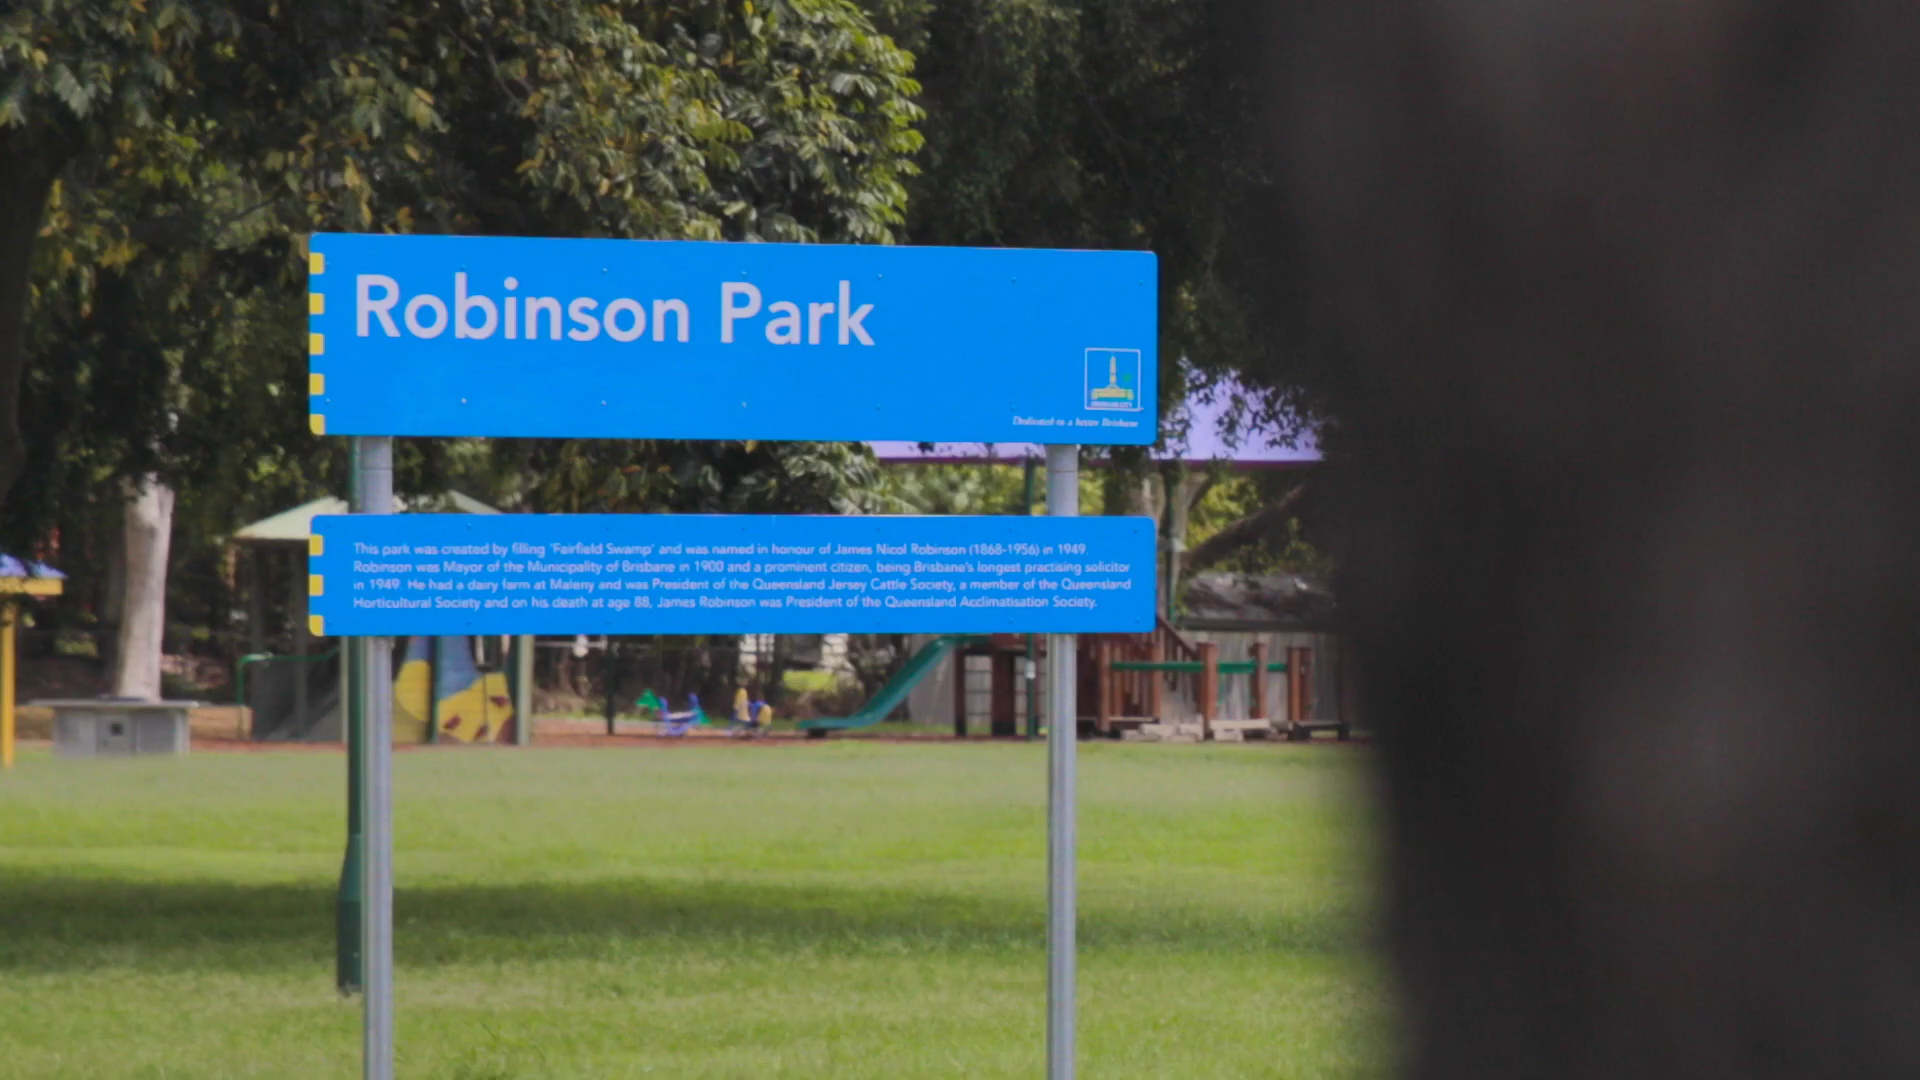 Robinson Park
BRISBANE CITY
Dedicated to a better Brisbane
This park was created by filling 'Fairfield Swamp' and was named in honour of James Nicol Robinson (1868-1956) in 1949.
Robinson was Mayor of the Municipality of Brisbane in 1900 and a prominent citizen, being Brisbane's longest practising solicitor
in 1949. He had a dairy farm at Maleny and was President of the Queensland Jersey Cattle Society, a member of the Queensland
Horticultural Society and on his death at age 88, James Robinson was President of the Queensland Acclimatisation Society.